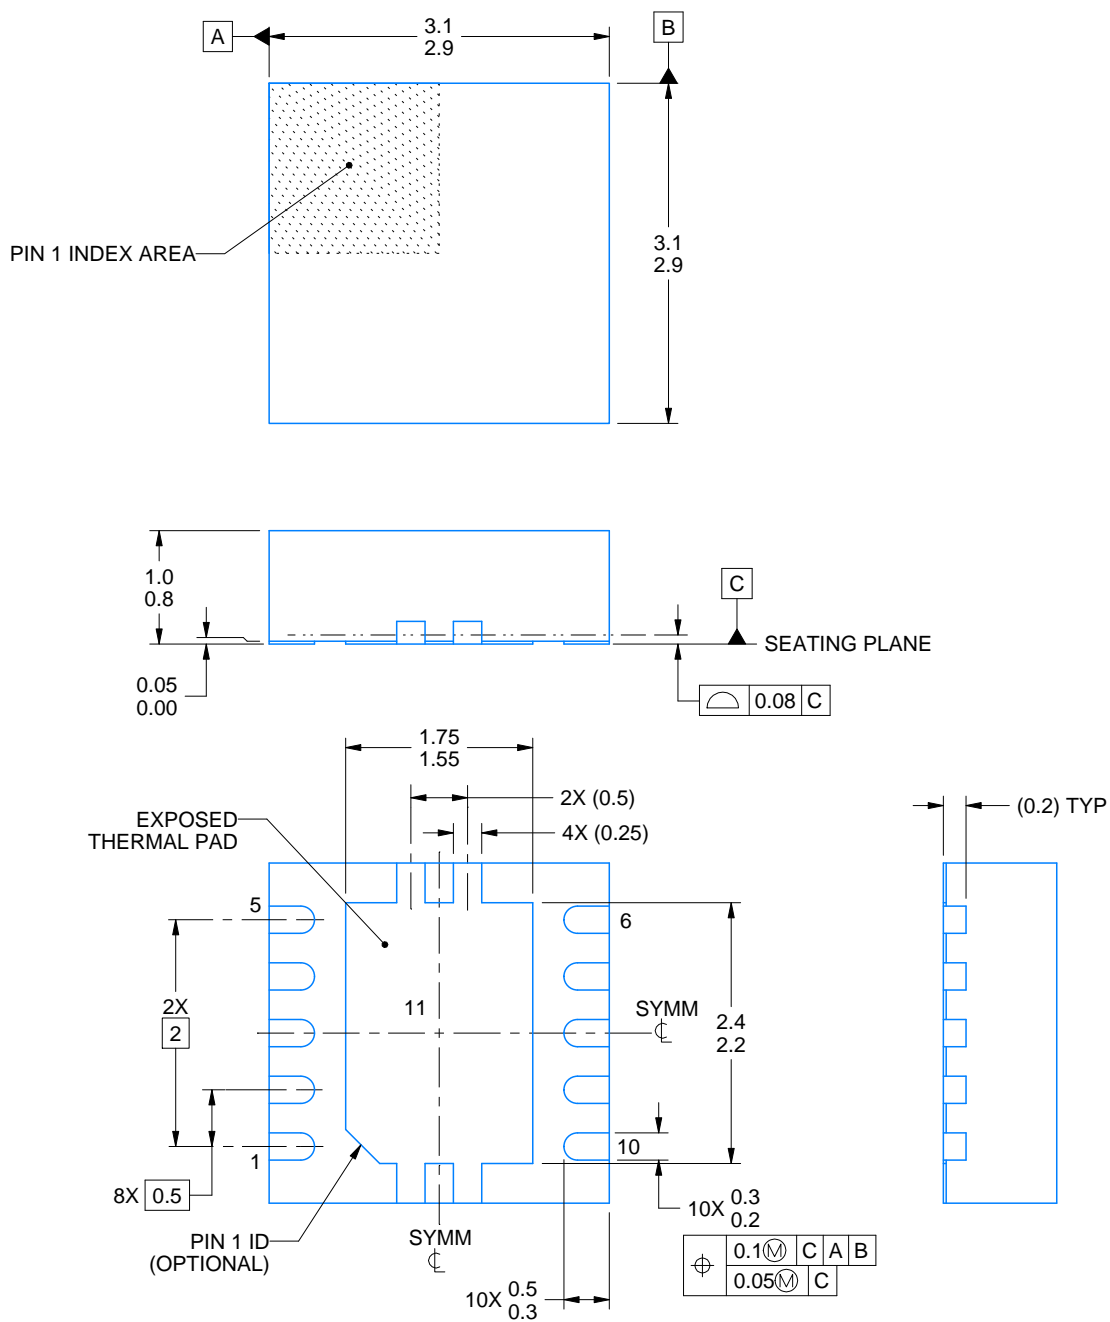 A
3.1
2.9
B
PIN 1 INDEX AREA
3.1
2.9
1.0
0.8
C
SEATING PLANE
0.05
0.00
0.08 C
1.75
1.55
2X (0.5)
(0.2) TYP
EXPOSED
THERMAL PAD
4X (0.25)
5
6
11
SYMM
2X
2
2.4
2.2
1
10
8X 0.5
10X 0.3
0.2
PIN 1 ID
(OPTIONAL)
SYMM
0.1Ⓜ C A B
0.05Ⓜ C
10X 0.5
0.3